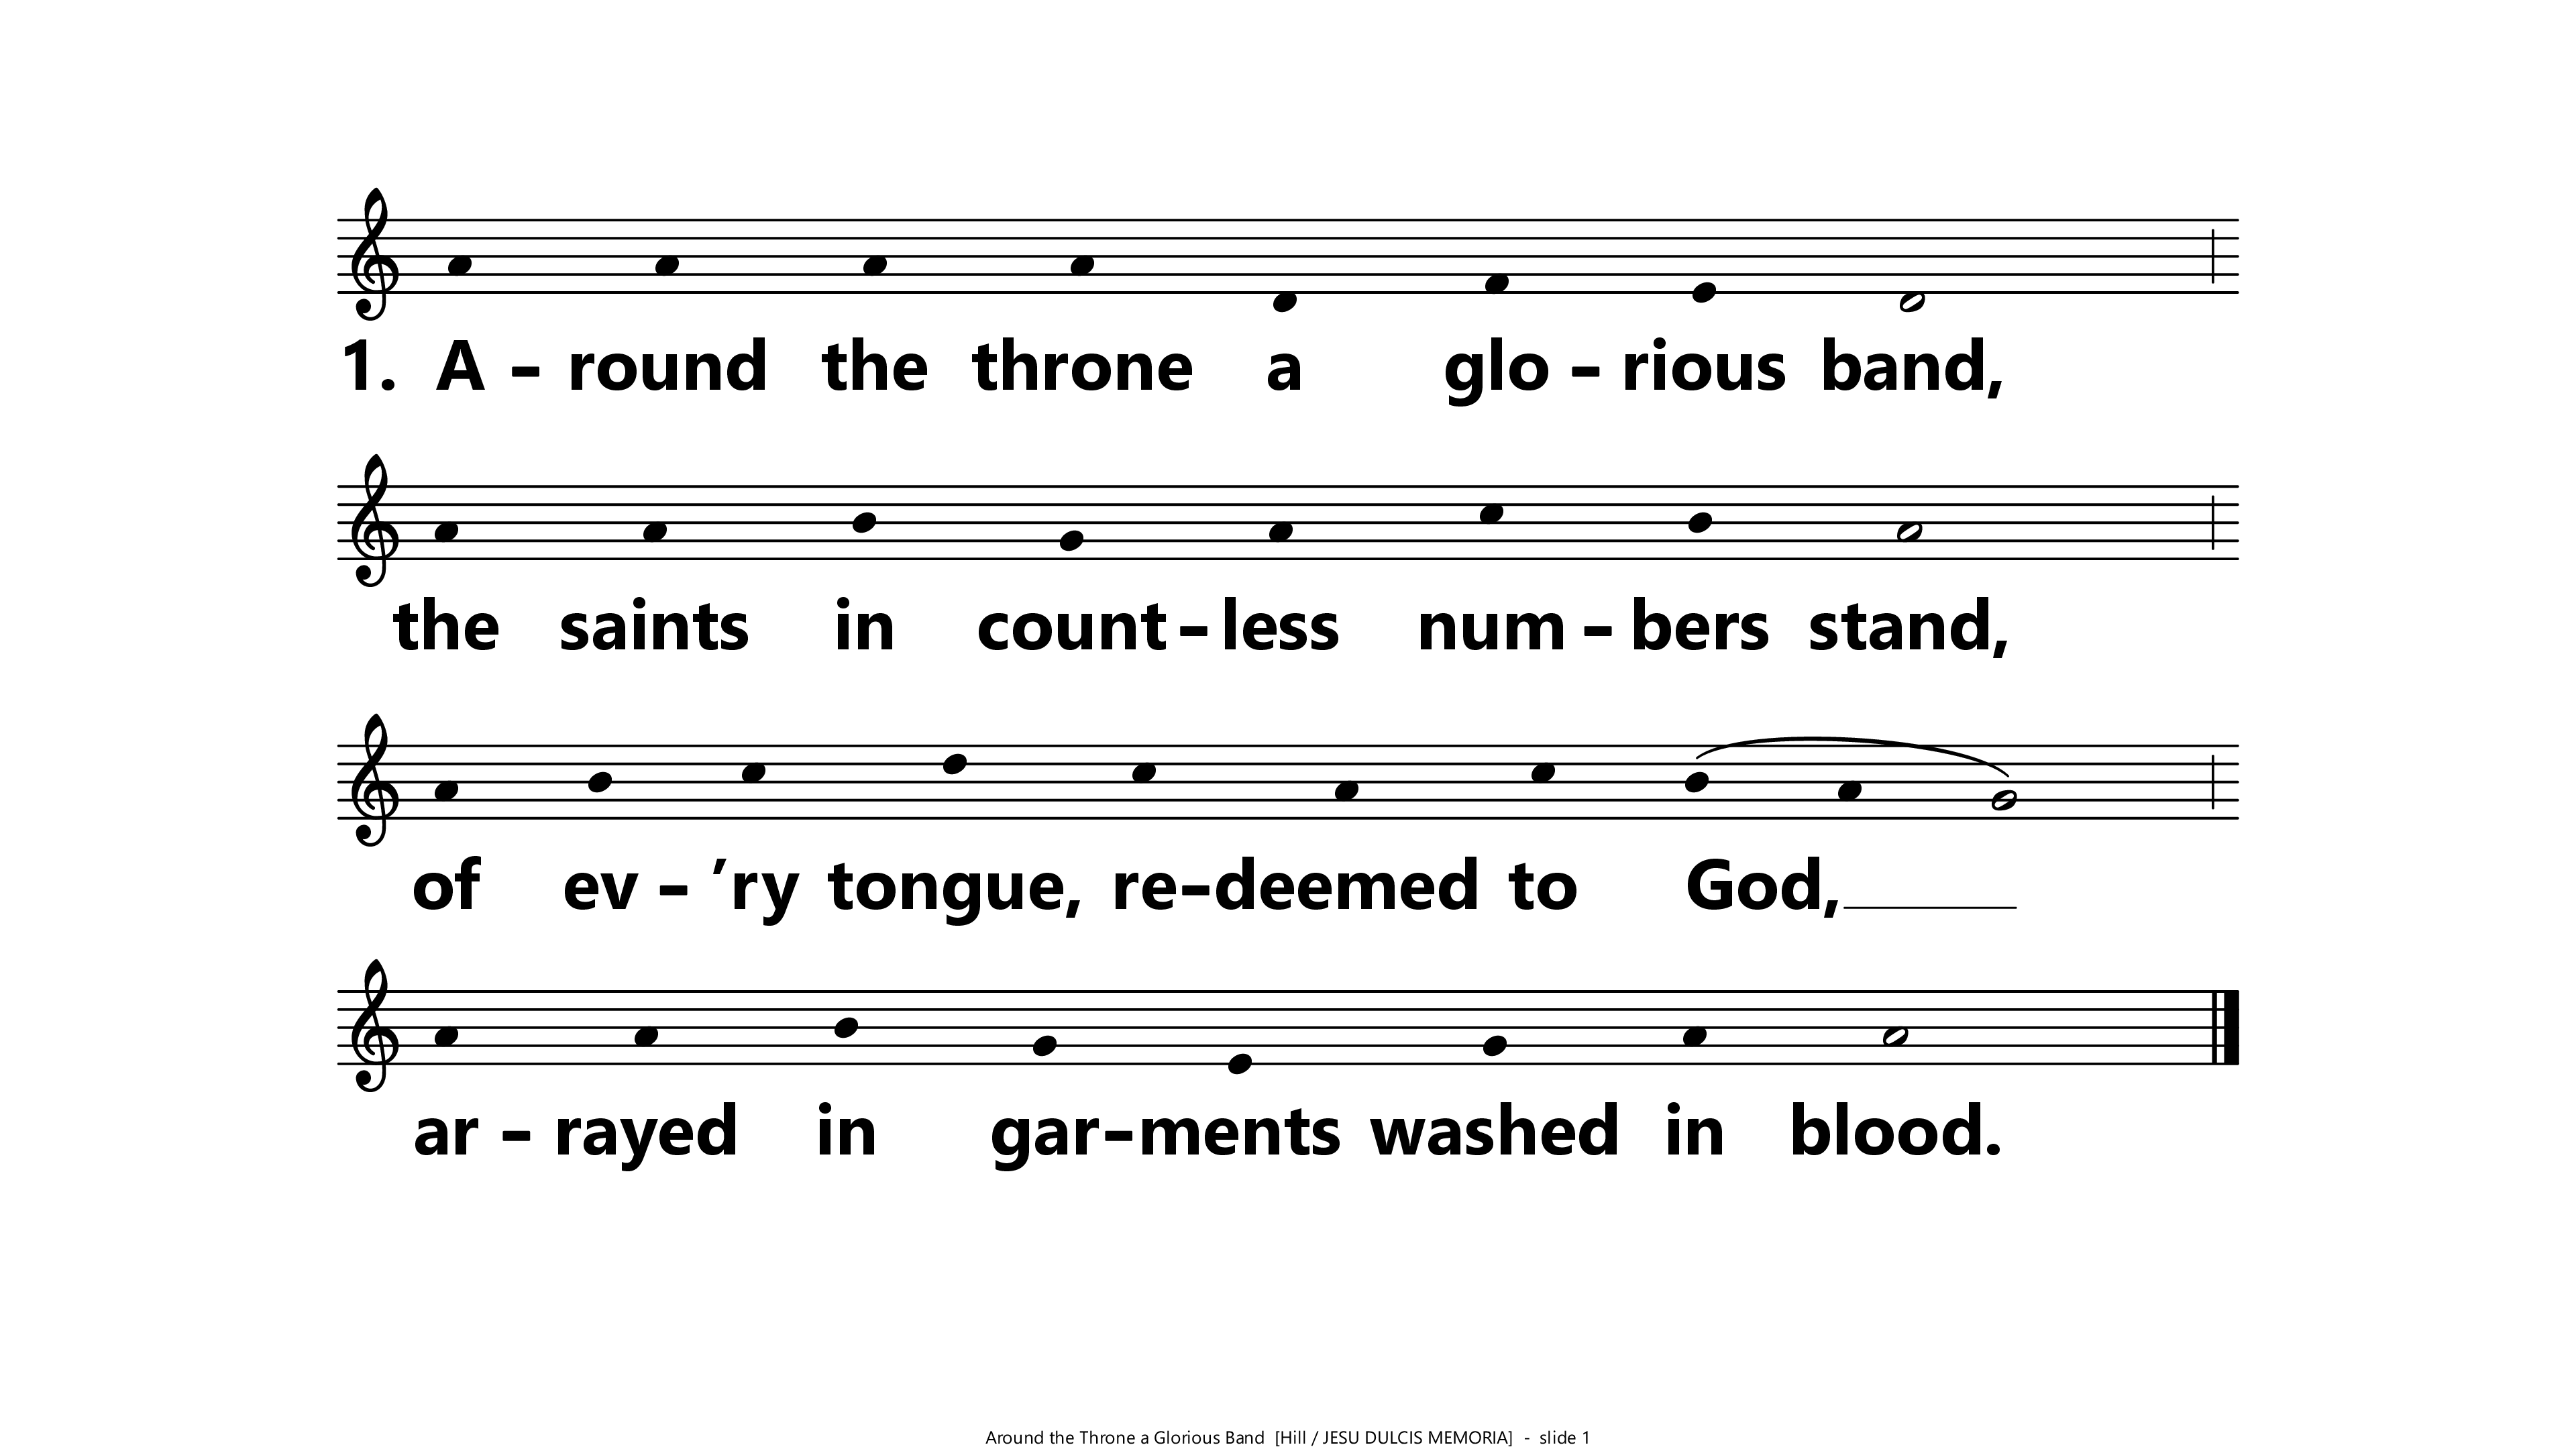 1. A - round the throne a glo - rious band,
the saints in count - less num - bers stand,
of ev - ’ry tongue, re - deemed to God,
ar - rayed in gar - ments washed in blood.
Around the Throne a Glorious Band [Hill / JESU DULCIS MEMORIA] - slide 1